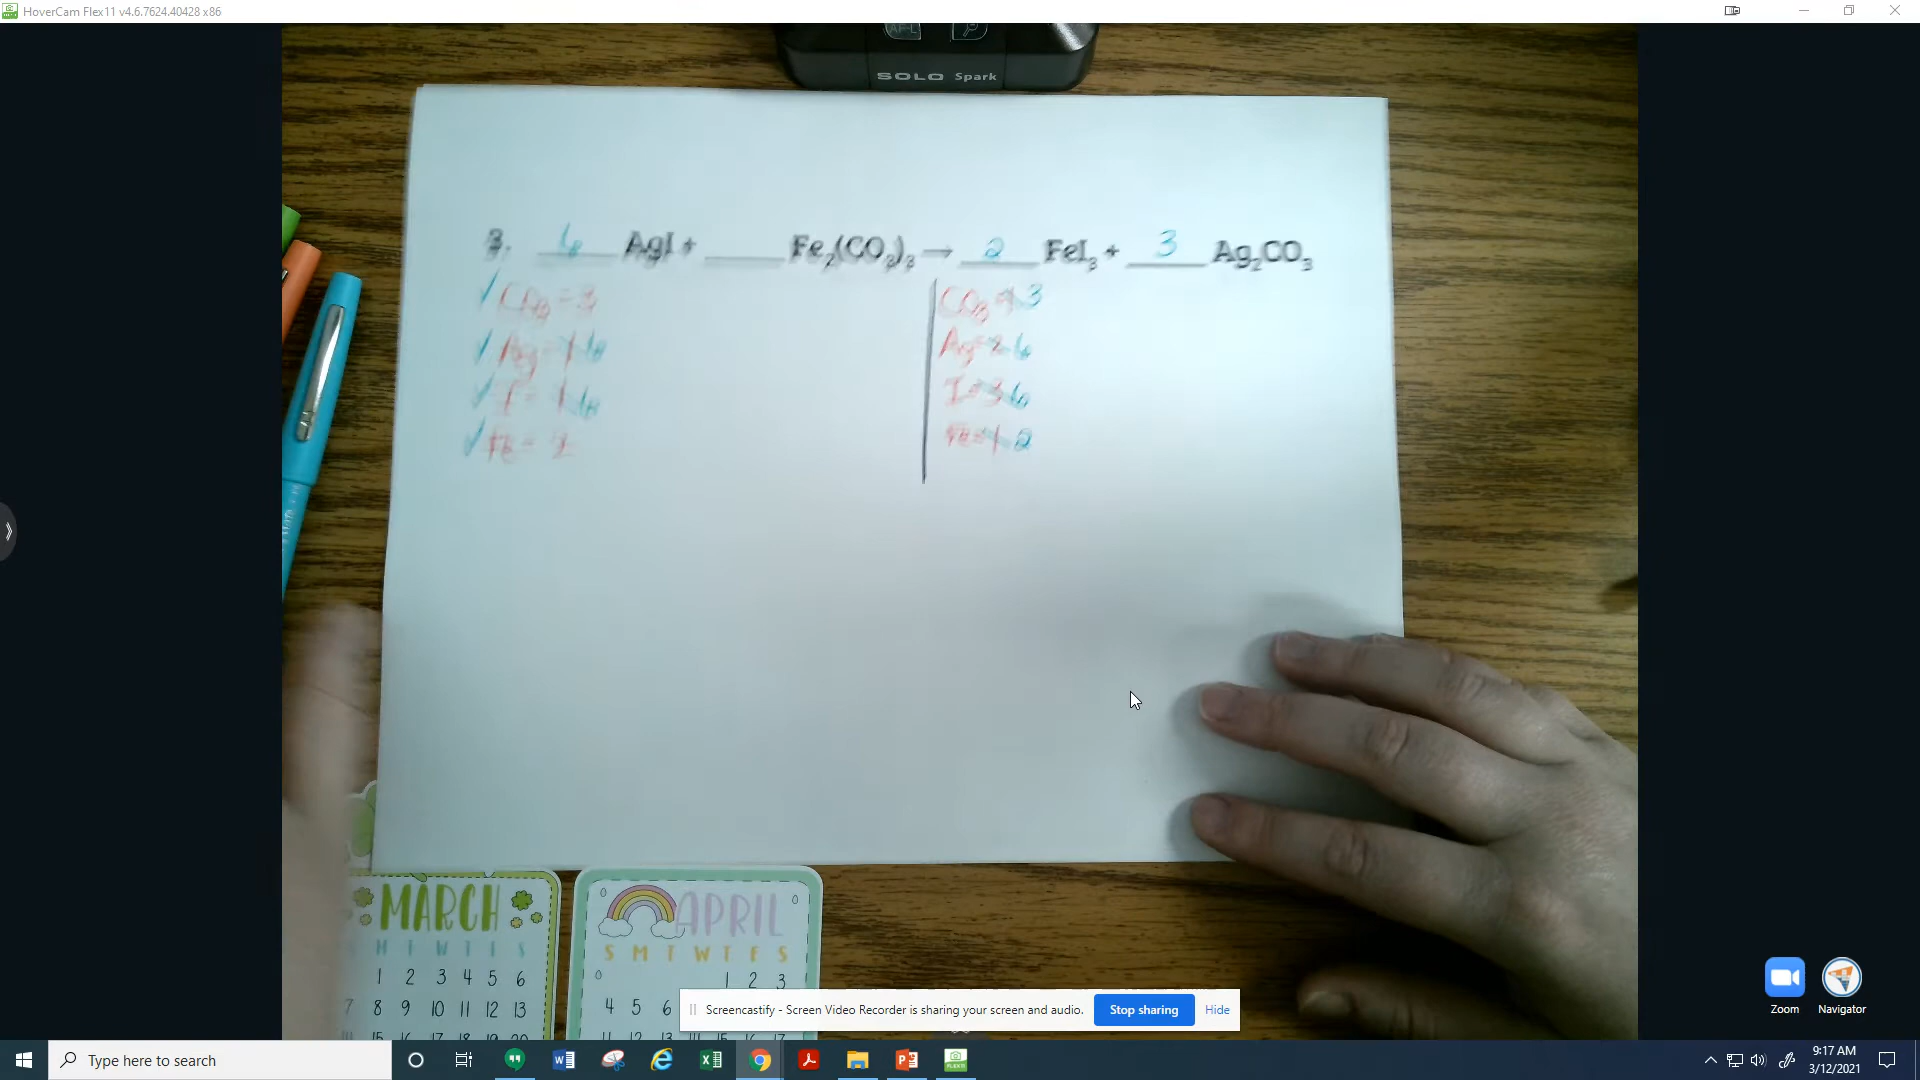 HoverCam Flex11 v4.6.7624.40428 x86
AF-L
SOLO Spark
3. 6 AgI + ____ Fe₂(CO₃)₃ → 2 FeI₃ + 3 Ag₂CO₃
✓ CO₃ = 3 CO₃ = 1 3
✓ Ag = 1 6 Ag = 2 6
✓ I = 1 6 I = 3 6
✓ Fe = 2 Fe = 1 2
MARCH APRIL
M T W T F S S M T W T F S
1 2 3 4 5 6 1 2 3
7 8 9 10 11 12 13 4 5 6
Screencastify - Screen Video Recorder is sharing your screen and audio. Stop sharing Hide
Zoom Navigator
Type here to search
9:17 AM
3/12/2021